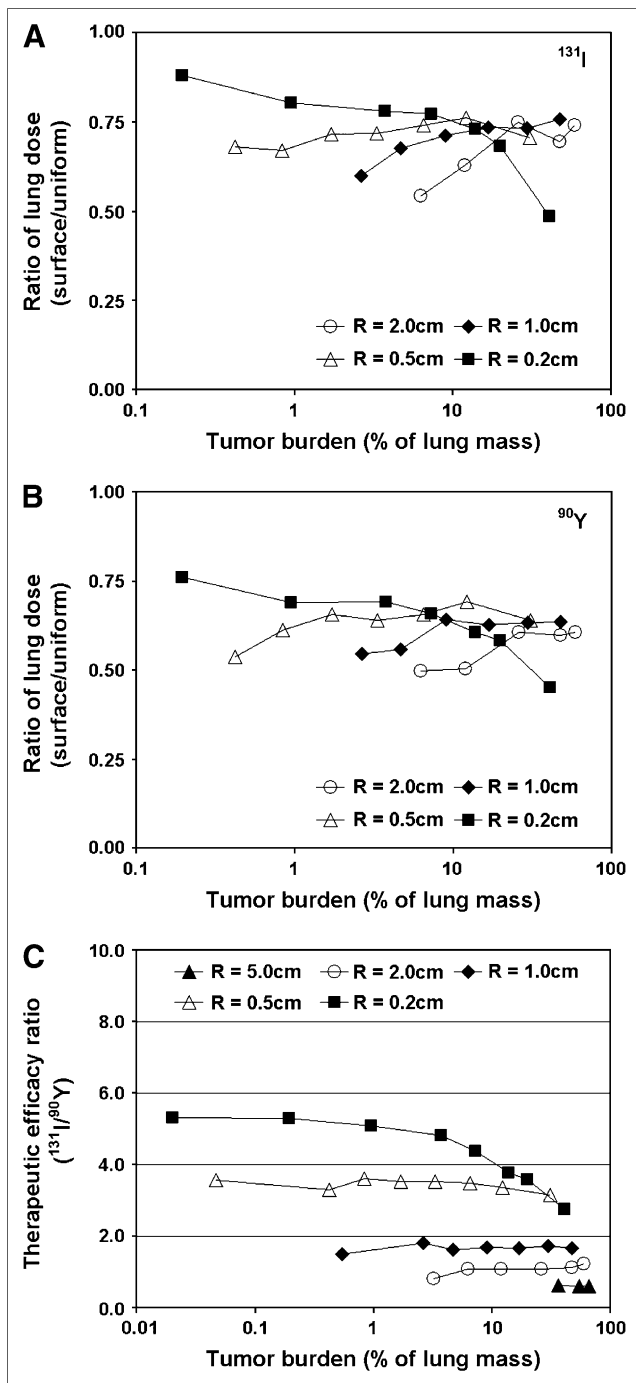 A
131I
1.00
0.75
0.50
0.25
0.00
Ratio of lung dose
(surface/uniform)
R = 2.0cm R = 1.0cm
R = 0.5cm R = 0.2cm
0.1 1 10 100
Tumor burden (% of lung mass)
B
90Y
1.00
0.75
0.50
0.25
0.00
Ratio of lung dose
(surface/uniform)
R = 2.0cm R = 1.0cm
R = 0.5cm R = 0.2cm
0.1 1 10 100
Tumor burden (% of lung mass)
C
10.0
8.0
6.0
4.0
2.0
0.0
Therapeutic efficacy ratio
(131I/90Y)
R = 5.0cm R = 2.0cm R = 1.0cm
R = 0.5cm R = 0.2cm
0.01 0.1 1 10 100
Tumor burden (% of lung mass)